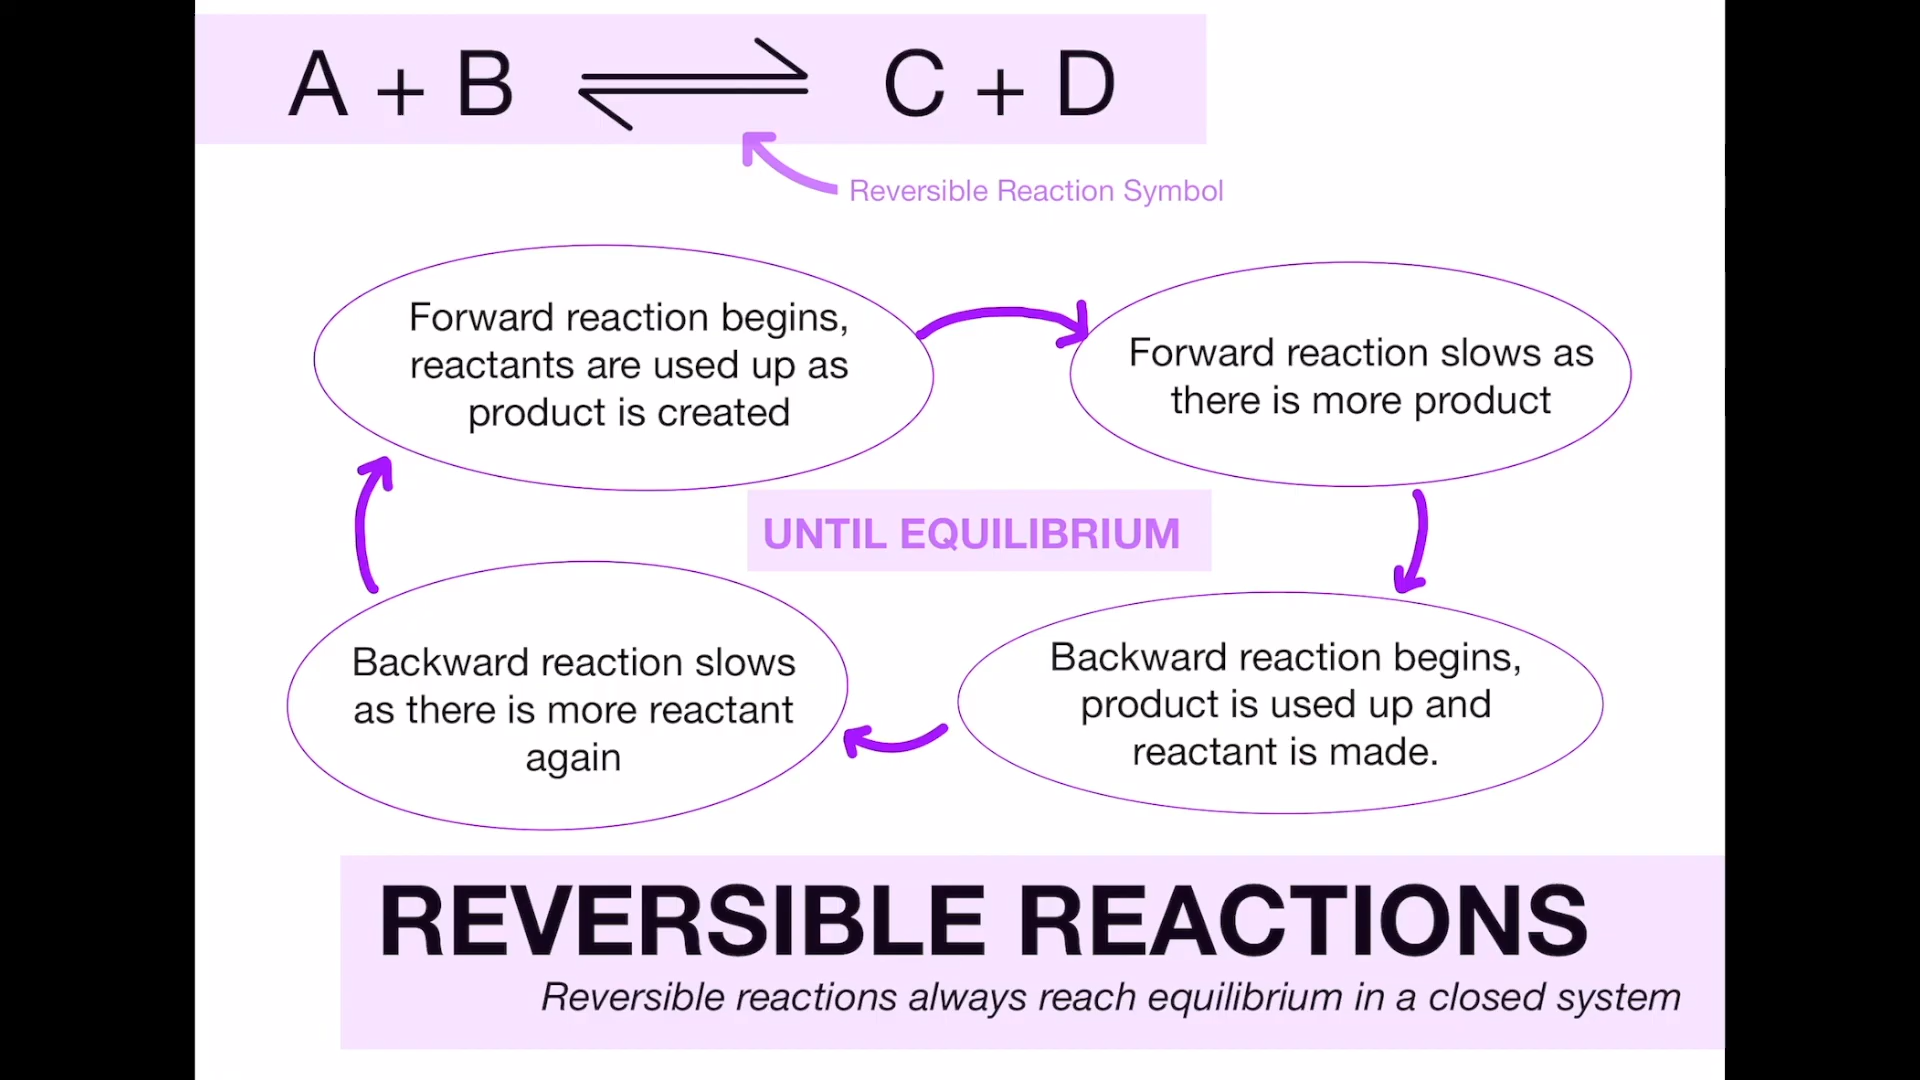 A + B ⇌ C + D
Reversible Reaction Symbol
Forward reaction begins,
reactants are used up as
product is created
Forward reaction slows as
there is more product
UNTIL EQUILIBRIUM
Backward reaction slows
as there is more reactant
again
Backward reaction begins,
product is used up and
reactant is made.
REVERSIBLE REACTIONS
Reversible reactions always reach equilibrium in a closed system